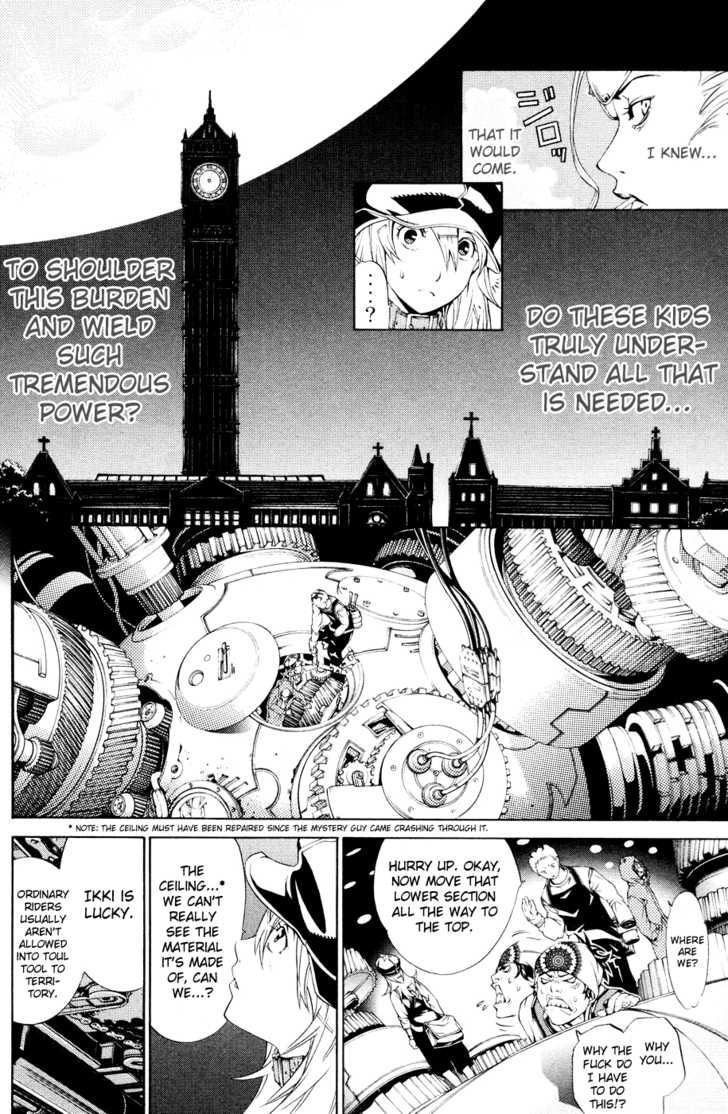 I KNEW...
THAT IT
WOULD
COME.
ジロッ
...?
DO THESE KIDS
TRULY UNDER-
STAND ALL THAT
IS NEEDED...
TO SHOULDER
THIS BURDEN
AND WIELD
SUCH
TREMENDOUS
POWER?
* NOTE: THE CEILING MUST HAVE BEEN REPAIRED SINCE THE MYSTERY GUY CAME CRASHING THROUGH IT.
IKKI IS
LUCKY.
ORDINARY
RIDERS
USUALLY
AREN'T
ALLOWED
INTO TOUL
TOOL TO
TERRI-
TORY.
THE
CEILING...*
WE CAN'T
REALLY
SEE THE
MATERIAL
IT'S MADE
OF, CAN
WE...?
HURRY UP. OKAY,
NOW MOVE THAT
LOWER SECTION
ALL THE WAY TO
THE TOP.
WHERE
ARE
WE?
WHY
YOU...
WHY THE
FUCK DO
I HAVE
TO DO
THIS!?